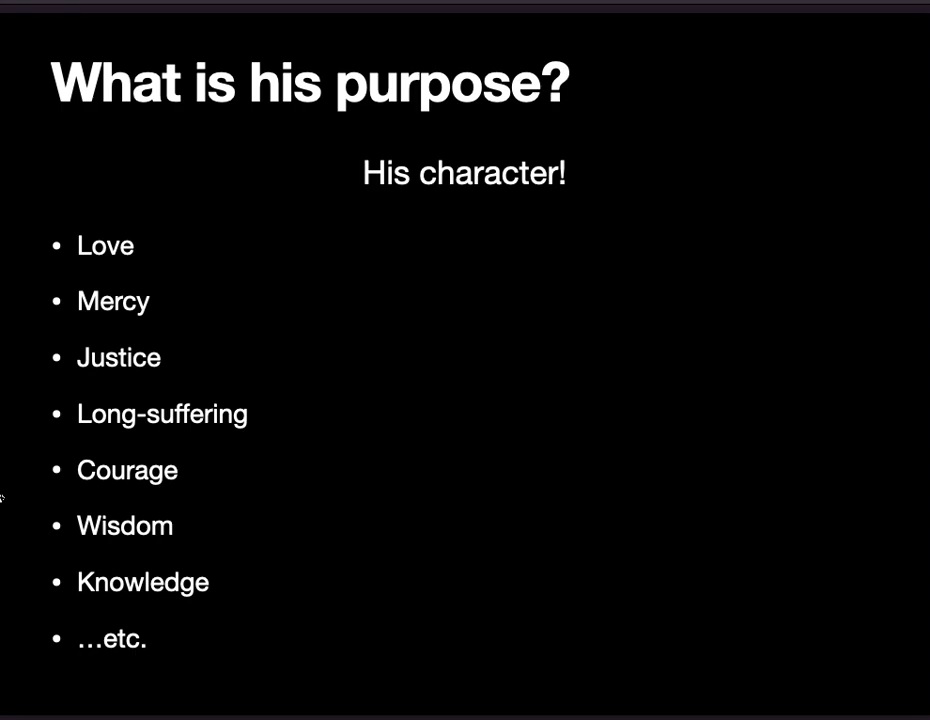 What is his purpose?
His character!
• Love
• Mercy
• Justice
• Long-suffering
• Courage
• Wisdom
• Knowledge
• …etc.